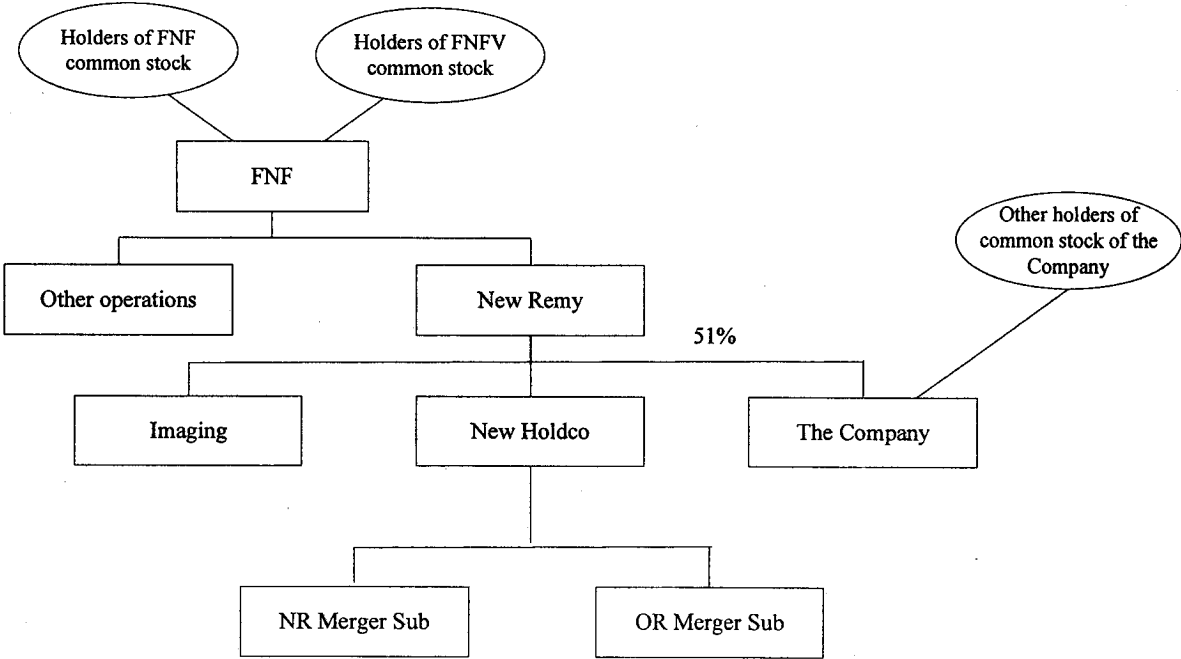 Holders of FNF
common stock
Holders of FNFV
common stock
FNF
Other holders of
common stock of the
Company
Other operations
New Remy
51%
Imaging
New Holdco
The Company
NR Merger Sub
OR Merger Sub